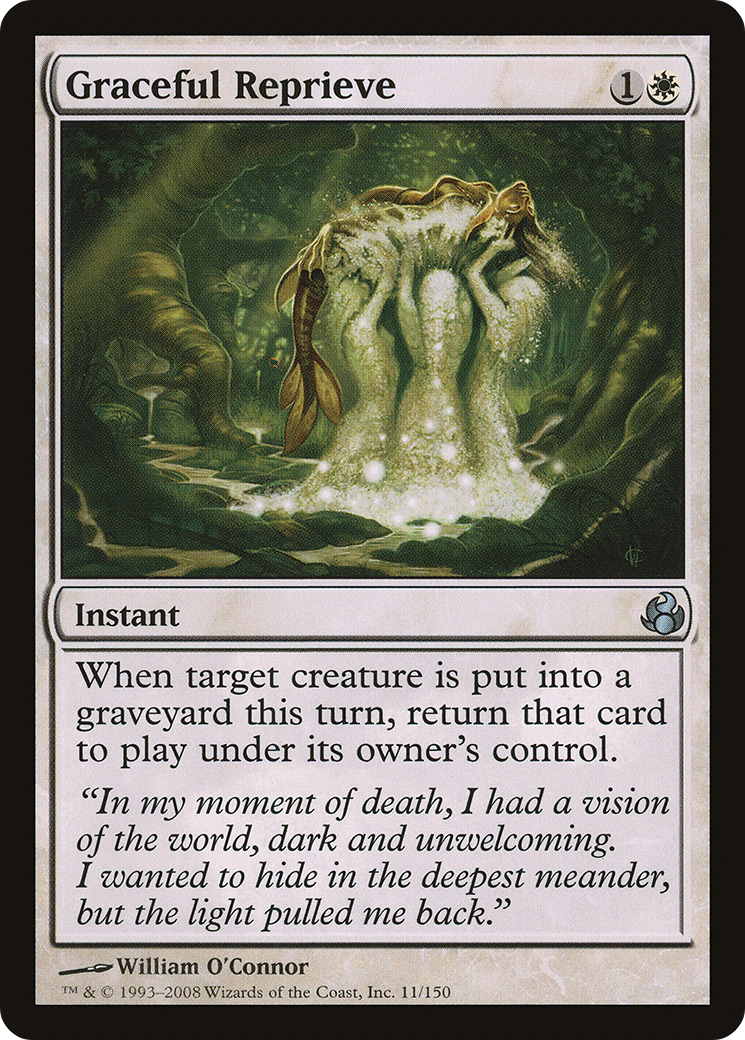 Graceful Reprieve 1
Instant
When target creature is put into a
graveyard this turn, return that card
to play under its owner's control.
“In my moment of death, I had a vision
of the world, dark and unwelcoming.
I wanted to hide in the deepest meander,
but the light pulled me back.”
William O'Connor
™ & © 1993–2008 Wizards of the Coast, Inc. 11/150